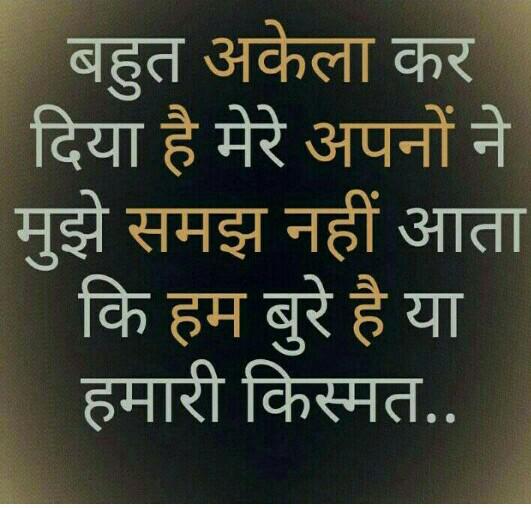 बहुत अकेला कर
दिया है मेरे अपनों ने
मुझे समझ नहीं आता
कि हम बुरे है या
हमारी किस्मत..